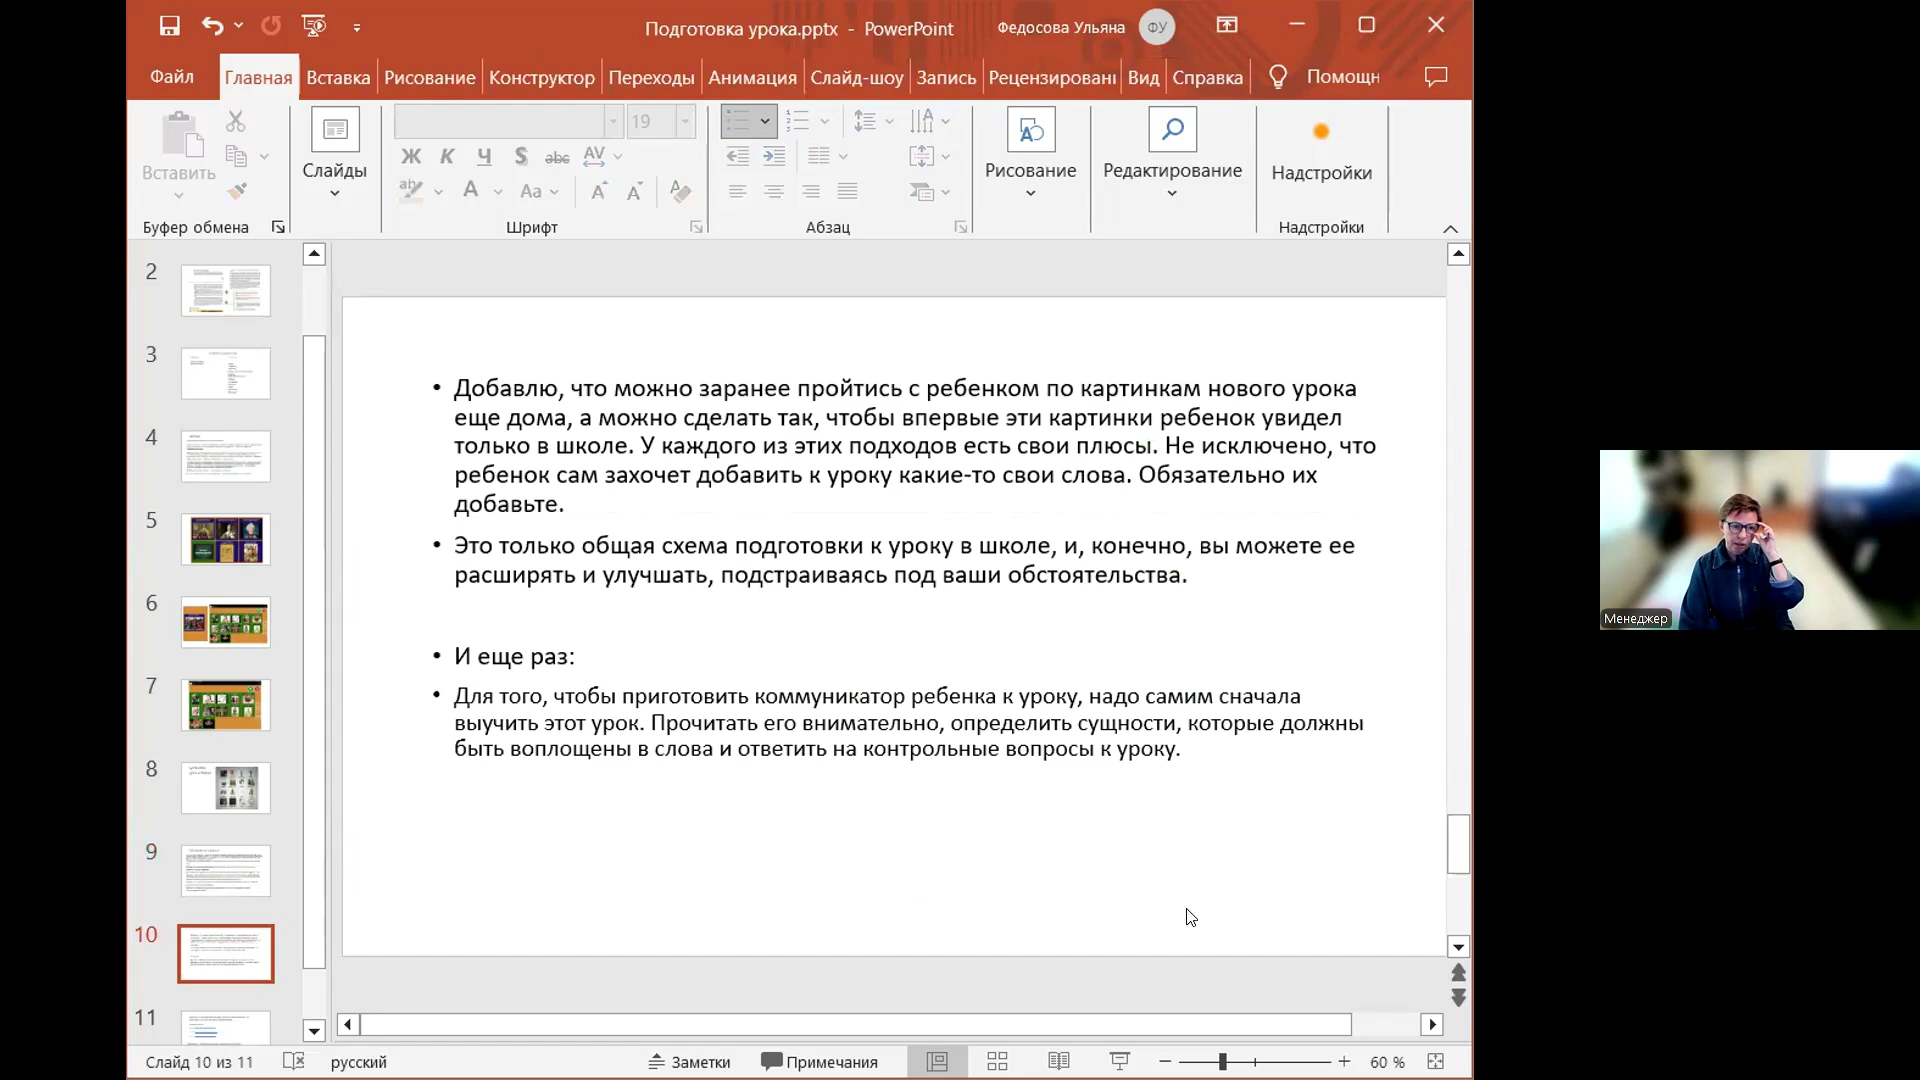 Подготовка урока.pptx - PowerPoint
Федосова Ульяна
ФУ
Файл
Главная
Вставка
Рисование
Конструктор
Переходы
Анимация
Слайд-шоу
Запись
Рецензировані
Вид
Справка
Помощн
Вставить
Буфер обмена
Слайды
19
Ж К Ч S abc AV
ab A Aa A A A
Шрифт
Абзац
Рисование
Редактирование
Надстройки
Надстройки
2
3
4
5
6
7
8
9
10
11
• Добавлю, что можно заранее пройтись с ребенком по картинкам нового урока
еще дома, а можно сделать так, чтобы впервые эти картинки ребенок увидел
только в школе. У каждого из этих подходов есть свои плюсы. Не исключено, что
ребенок сам захочет добавить к уроку какие-то свои слова. Обязательно их
добавьте.
• Это только общая схема подготовки к уроку в школе, и, конечно, вы можете ее
расширять и улучшать, подстраиваясь под ваши обстоятельства.
• И еще раз:
• Для того, чтобы приготовить коммуникатор ребенка к уроку, надо самим сначала
выучить этот урок. Прочитать его внимательно, определить сущности, которые должны
быть воплощены в слова и ответить на контрольные вопросы к уроку.
Менеджер
Слайд 10 из 11
русский
Заметки
Примечания
60 %